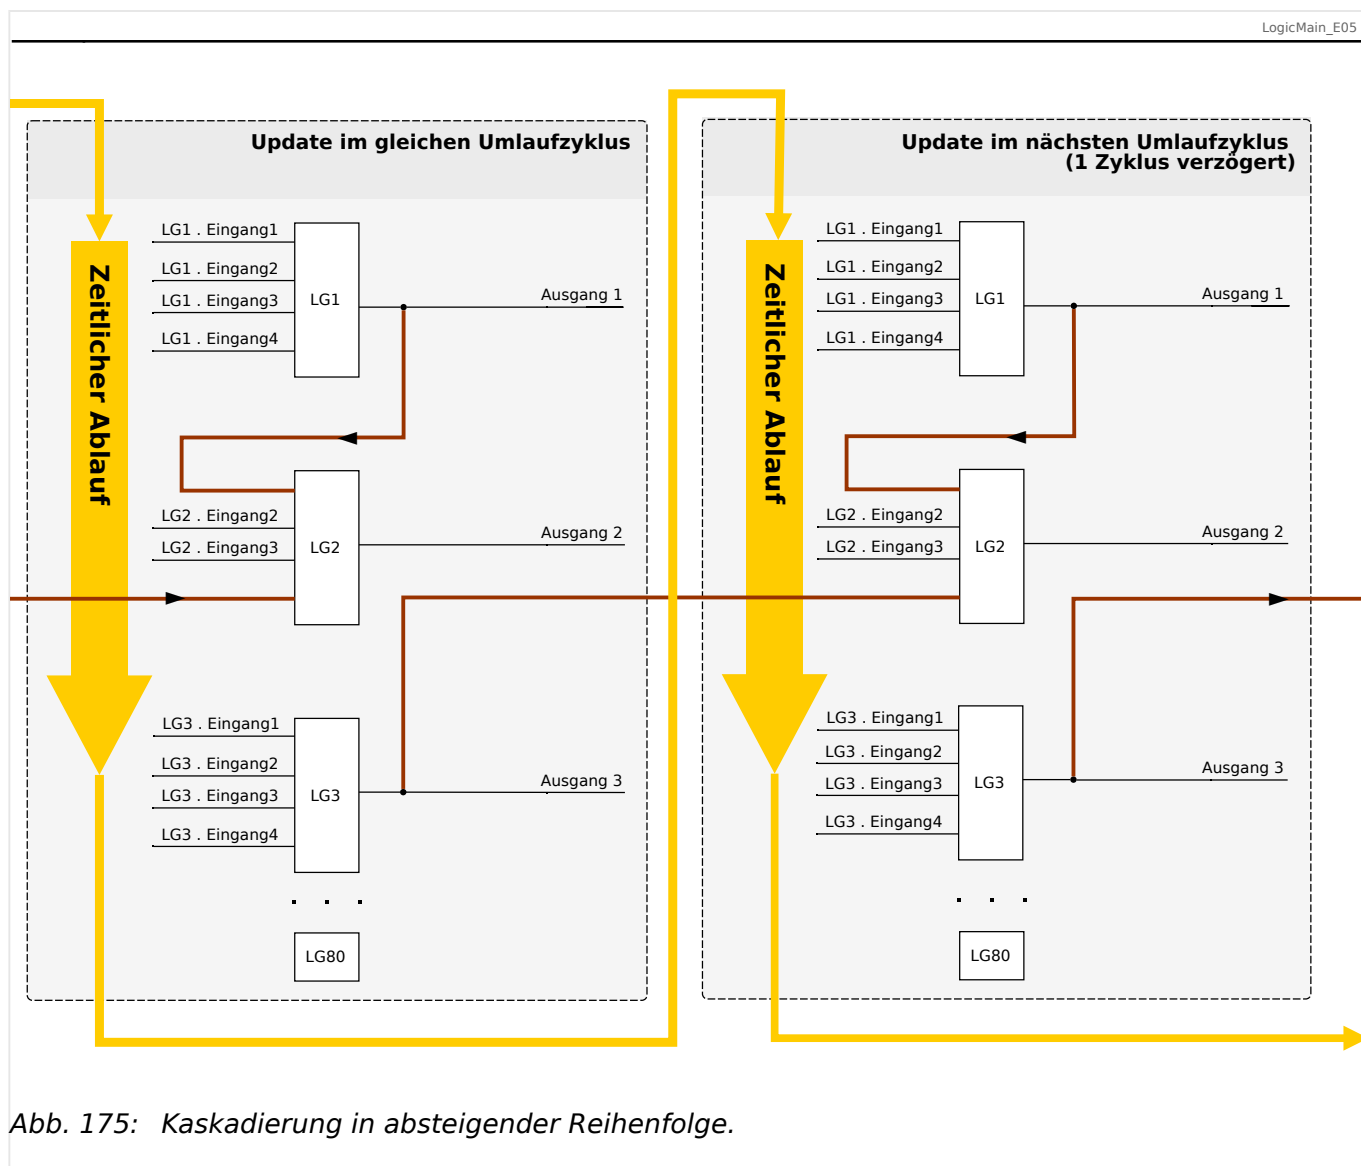 LogicMain_E05
Update im gleichen Umlaufzyklus
Zeitlicher Ablauf
LG1 . Eingang1
LG1 . Eingang2
LG1 . Eingang3
LG1 . Eingang4
LG1
Ausgang 1
LG2 . Eingang2
LG2 . Eingang3
LG2
Ausgang 2
LG3 . Eingang1
LG3 . Eingang2
LG3 . Eingang3
LG3 . Eingang4
LG3
Ausgang 3
. . .
LG80
Update im nächsten Umlaufzyklus
(1 Zyklus verzögert)
Zeitlicher Ablauf
LG1 . Eingang1
LG1 . Eingang2
LG1 . Eingang3
LG1 . Eingang4
LG1
Ausgang 1
LG2 . Eingang2
LG2 . Eingang3
LG2
Ausgang 2
LG3 . Eingang1
LG3 . Eingang2
LG3 . Eingang3
LG3 . Eingang4
LG3
Ausgang 3
. . .
LG80
Abb. 175: Kaskadierung in absteigender Reihenfolge.